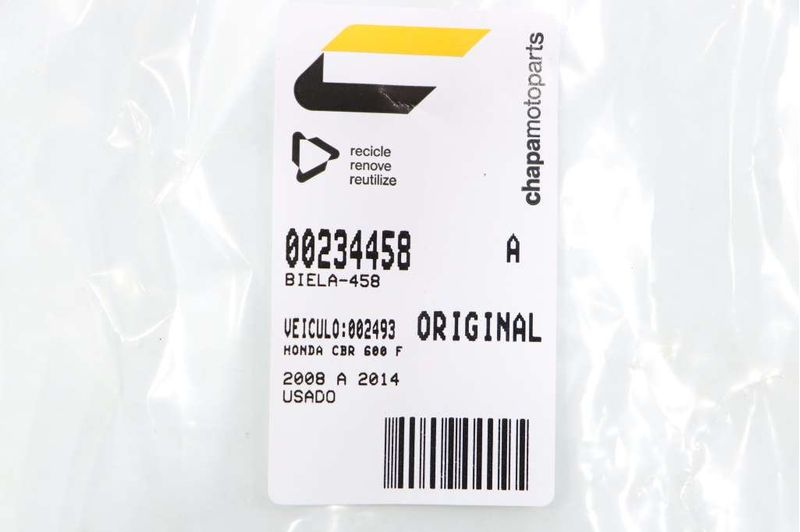 chapamotoparts
recicle
renove
reutilize
00234458 A
BIELA-458
VEICULO:002493 ORIGINAL
HONDA CBR 600 F
2008 A 2014
USADO